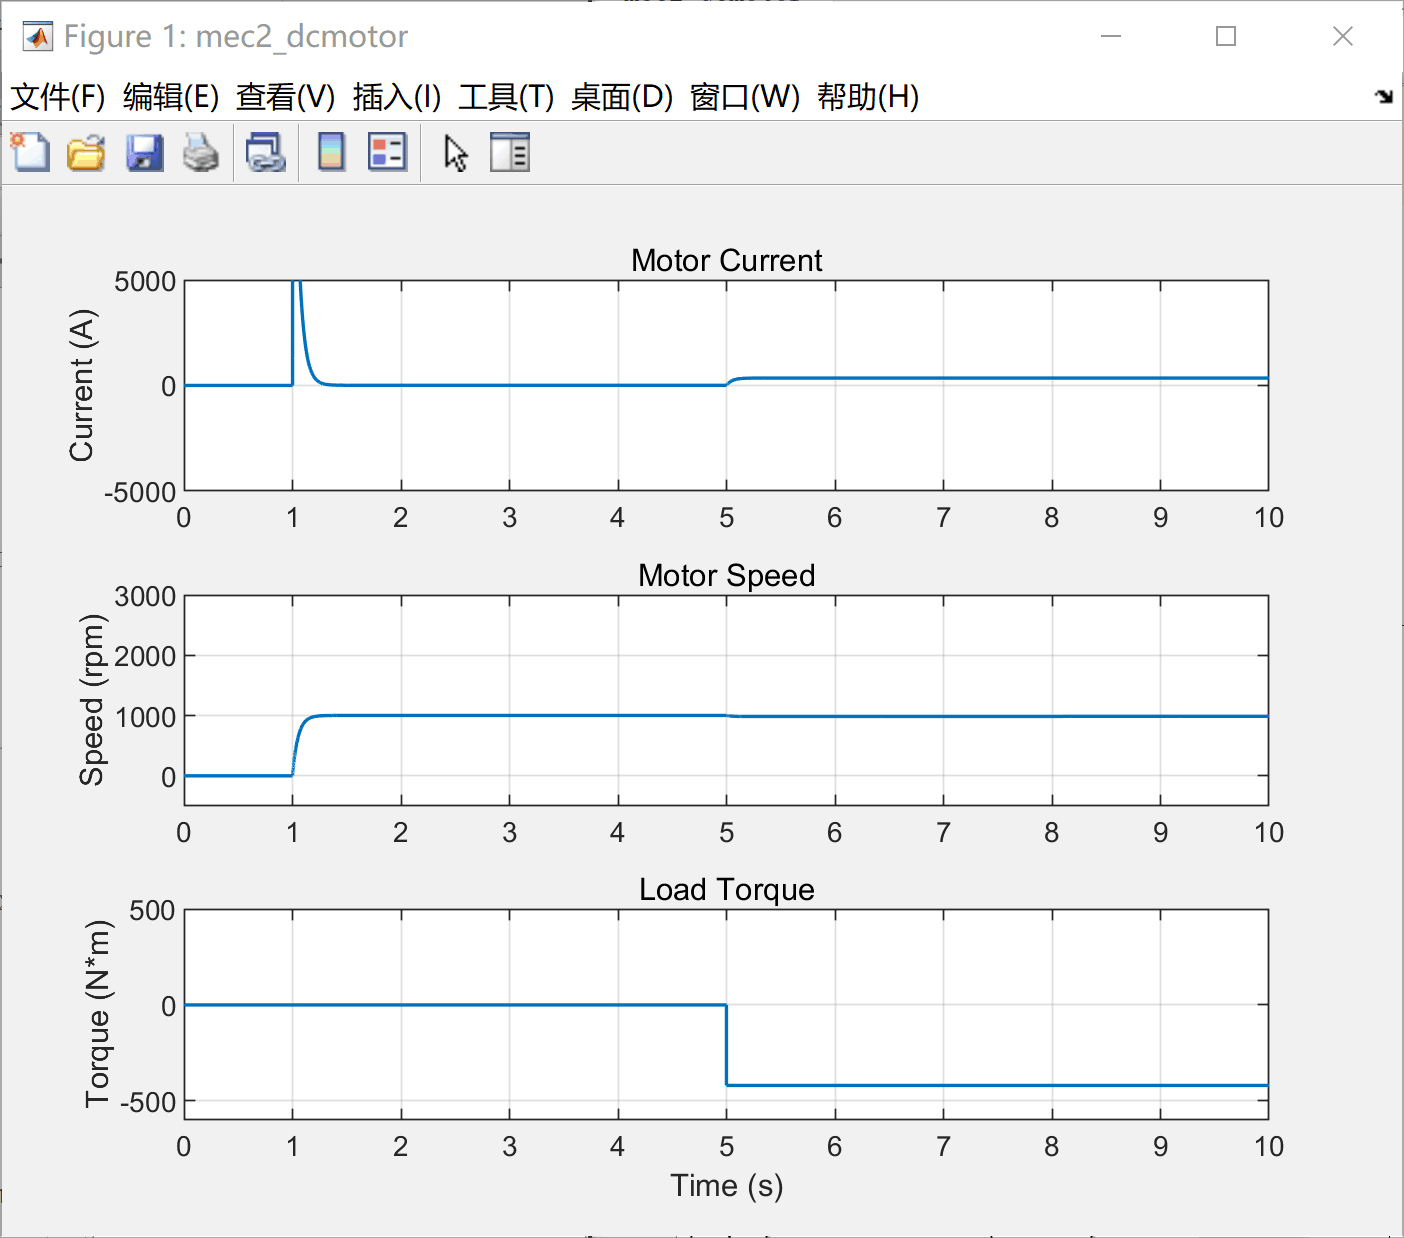 Figure 1: mec2_dcmotor
文件(F) 编辑(E) 查看(V) 插入(I) 工具(T) 桌面(D) 窗口(W) 帮助(H)
Motor Current
Current (A)
5000
0
-5000
0 1 2 3 4 5 6 7 8 9 10
Motor Speed
Speed (rpm)
3000
2000
1000
0
0 1 2 3 4 5 6 7 8 9 10
Load Torque
Torque (N*m)
500
0
-500
0 1 2 3 4 5 6 7 8 9 10
Time (s)